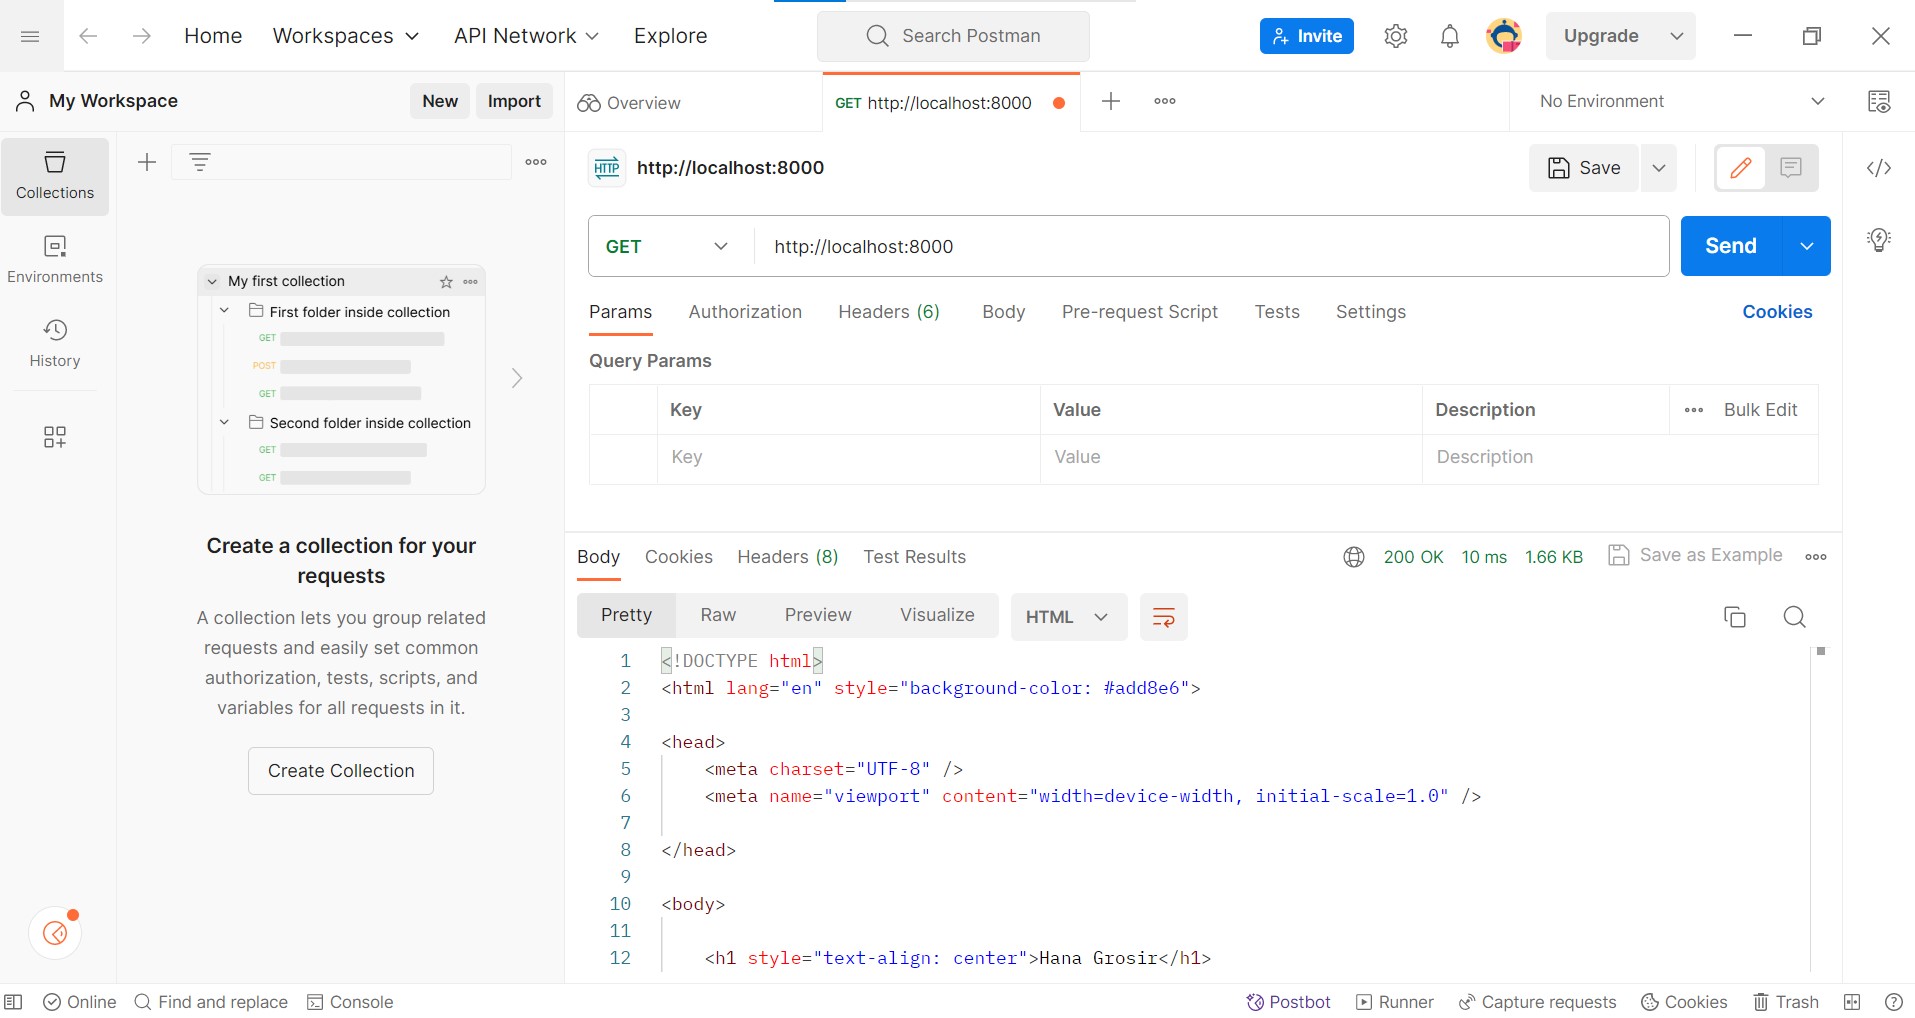 Home Workspaces API Network Explore Search Postman Invite Upgrade
My Workspace New Import Overview GET http://localhost:8000 No Environment
Collections
Environments
History
My first collection
First folder inside collection
GET
POST
GET
Second folder inside collection
GET
GET
Create a collection for your
requests
A collection lets you group related
requests and easily set common
authorization, tests, scripts, and
variables for all requests in it.
Create Collection
HTTP http://localhost:8000 Save
GET http://localhost:8000 Send
Params Authorization Headers (6) Body Pre-request Script Tests Settings Cookies
Query Params
Key Value Description Bulk Edit
Key Value Description
Body Cookies Headers (8) Test Results 200 OK 10 ms 1.66 KB Save as Example
Pretty Raw Preview Visualize HTML
1 <!DOCTYPE html>
2 <html lang="en" style="background-color: #add8e6">
3
4 <head>
5 <meta charset="UTF-8" />
6 <meta name="viewport" content="width=device-width, initial-scale=1.0" />
7
8 </head>
9
10 <body>
11
12 <h1 style="text-align: center">Hana Grosir</h1>
Online Find and replace Console Postbot Runner Capture requests Cookies Trash